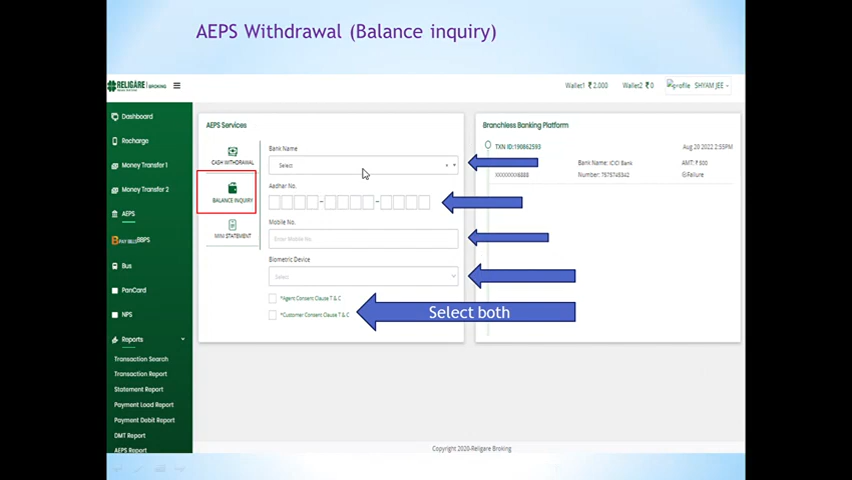 AEPS Withdrawal (Balance inquiry)
RELIGARE BROKING
Wallet1 ₹ 2,000 Wallet2 ₹ 0 profile SHYAM JEE
Dashboard
Recharge
Money Transfer 1
Money Transfer 2
AEPS
BBPS
Bus
PanCard
NPS
Reports
Transaction Search
Transaction Report
Statement Report
Payment Load Report
Payment Debit Report
DMT Report
AEPS Report
AEPS Services
CASH WITHDRAWAL
BALANCE INQUIRY
MINI STATEMENT
Bank Name
Select
Aadhar No.
Mobile No.
Enter Mobile No.
Biometric Device
Select
*Agent Consent Clause T & C
*Customer Consent Clause T & C
Select both
Branchless Banking Platform
TXN ID:190862593 Aug 20 2022 2:55PM
Bank Name: ICICI Bank AMT: ₹ 500
Failure
Copyright 2020-Religare Broking